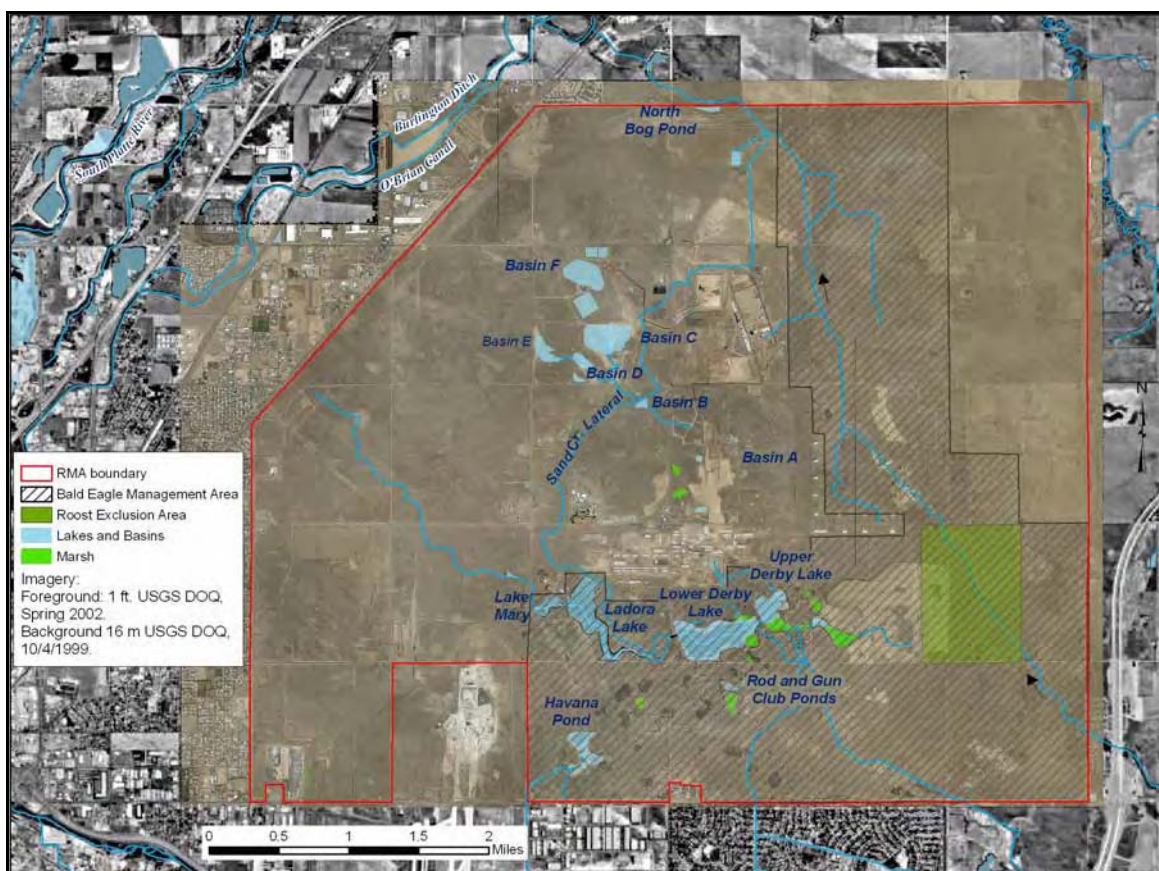 South Platte River
Burlington Ditch
O'Brian Canal
North
Bog Pond
Basin F
Basin E
Basin C
Basin D
Basin B
Sand Cr. Lateral
Basin A
N
Upper
Derby Lake
Lower Derby
Lake
Lake
Mary
Ladora
Lake
Rod and Gun
Club Ponds
Havana
Pond
RMA boundary
Bald Eagle Management Area
Roost Exclusion Area
Lakes and Basins
Marsh
Imagery:
Foreground: 1 ft. USGS DOQ,
Spring 2002.
Background 16 m USGS DOQ,
10/4/1999.
0 0.5 1 2
Miles